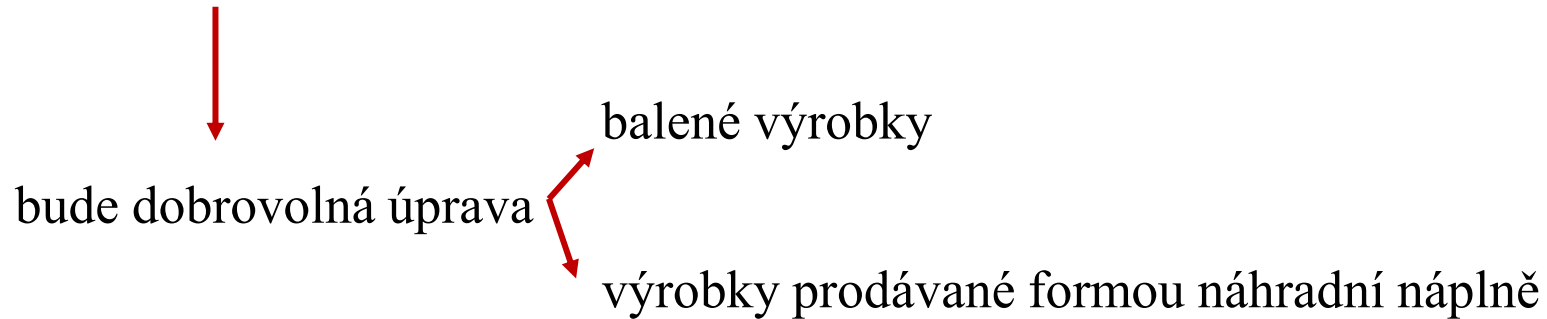 balené výrobky
bude dobrovolná úprava
výrobky prodávané formou náhradní náplně